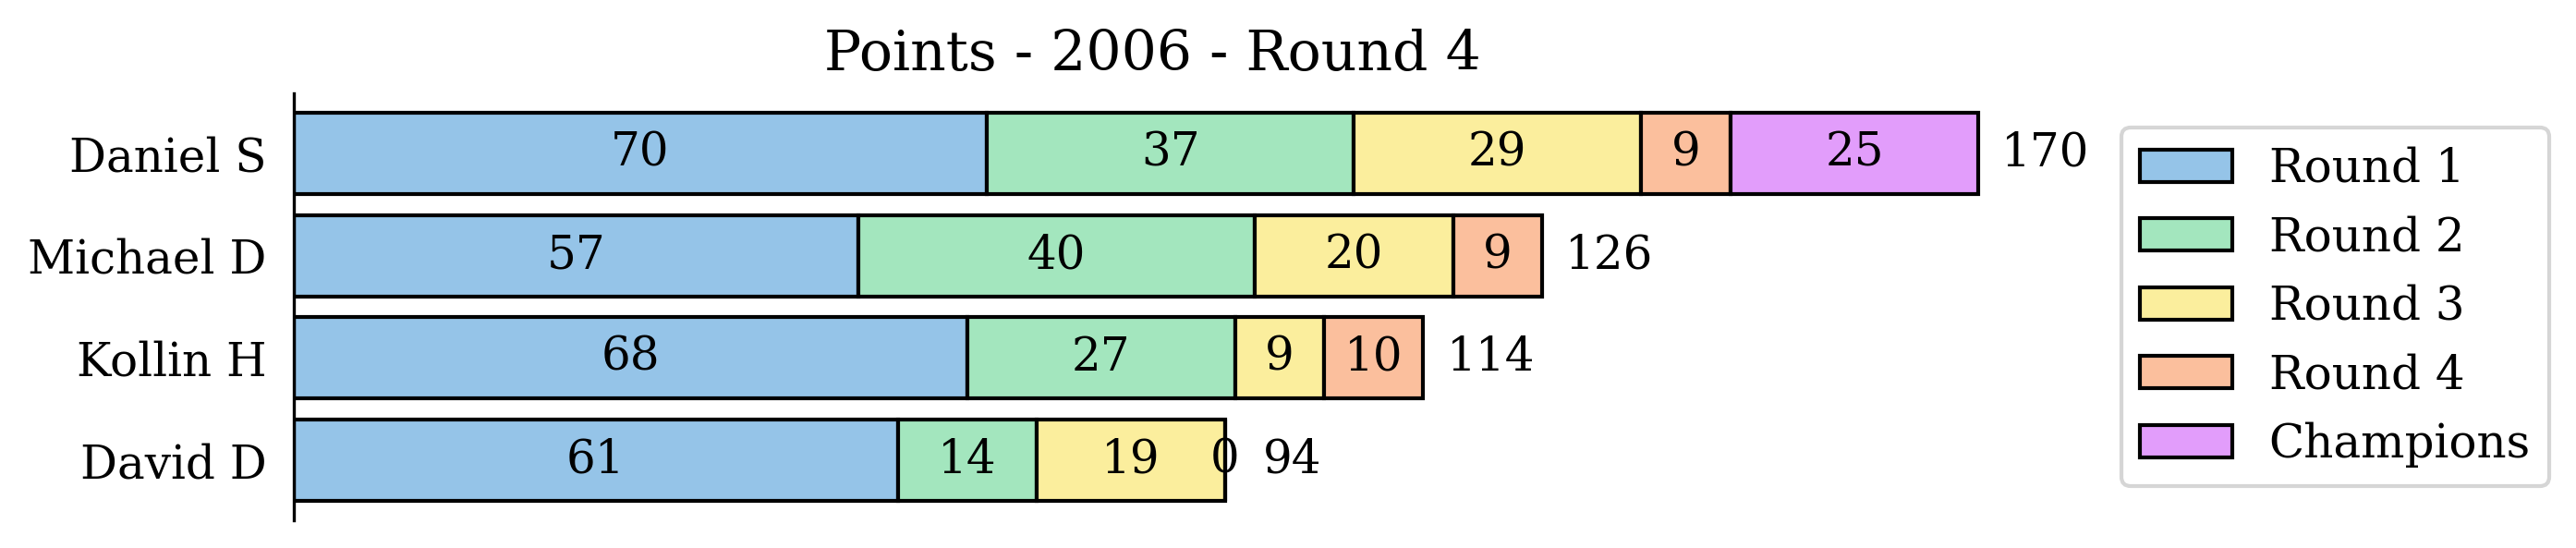 Points - 2006 - Round 4
Daniel S 70 37 29 9 25 170
Michael D 57 40 20 9 126
Kollin H 68 27 9 10 114
David D 61 14 19 0 94
Round 1
Round 2
Round 3
Round 4
Champions